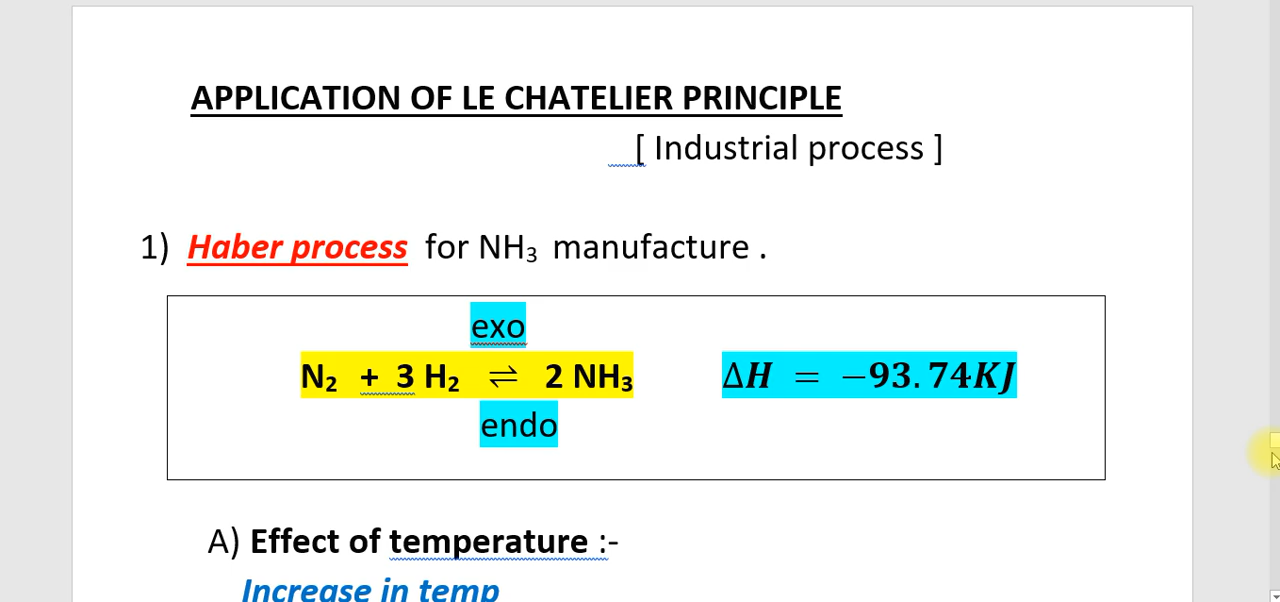 APPLICATION OF LE CHATELIER PRINCIPLE
[ Industrial process ]
1) Haber process for NH₃ manufacture .
exo
N₂ + 3 H₂ ⇌ 2 NH₃ ΔH = −93.74KJ
endo
A) Effect of temperature :-
Increase in temp